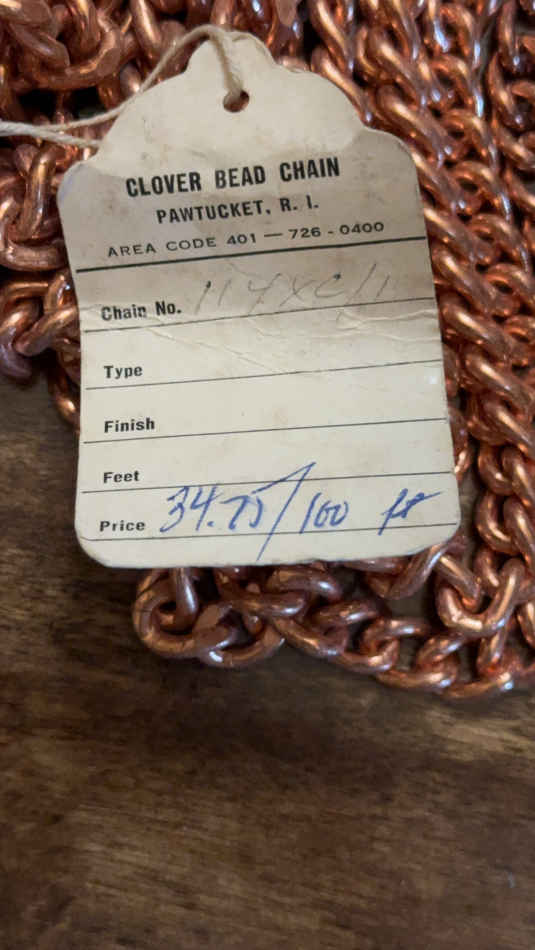 CLOVER BEAD CHAIN
PAWTUCKET, R. I.
AREA CODE 401 — 726 - 0400
Chain No.
Type
Finish
Feet
Price 34.75/100 ft